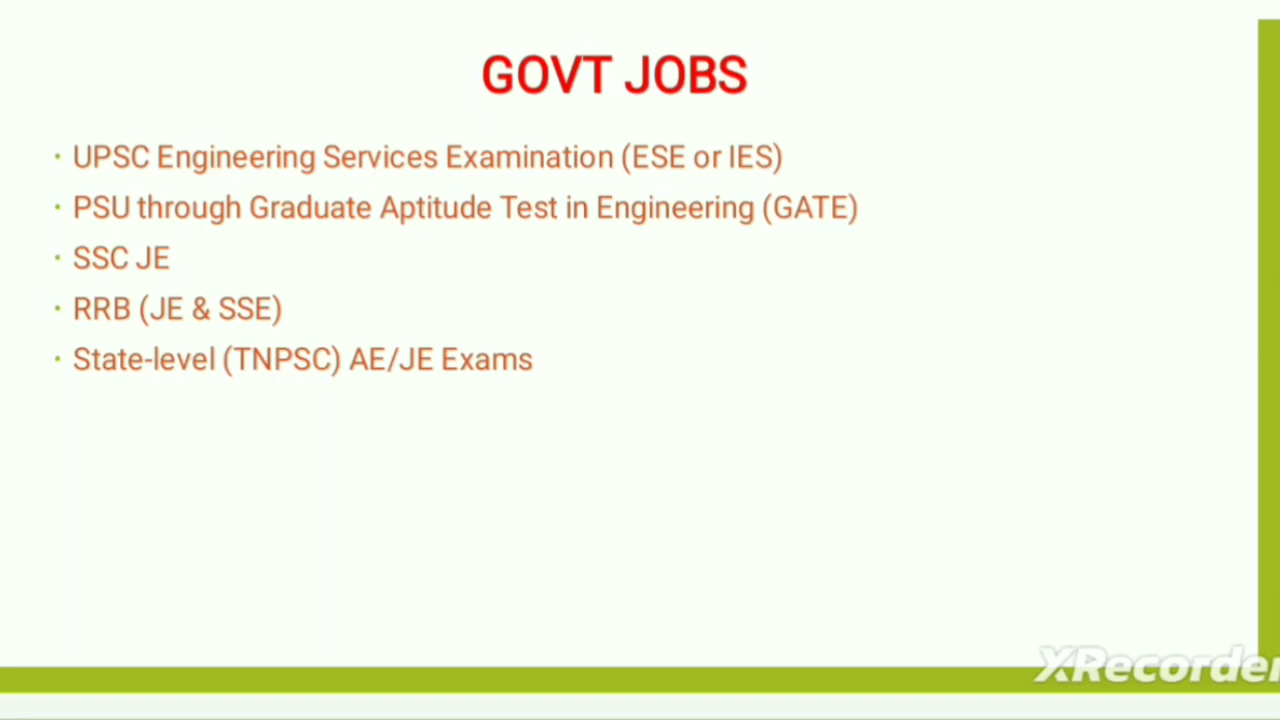 GOVT JOBS
• UPSC Engineering Services Examination (ESE or IES)
• PSU through Graduate Aptitude Test in Engineering (GATE)
• SSC JE
• RRB (JE & SSE)
• State-level (TNPSC) AE/JE Exams
XRecorder